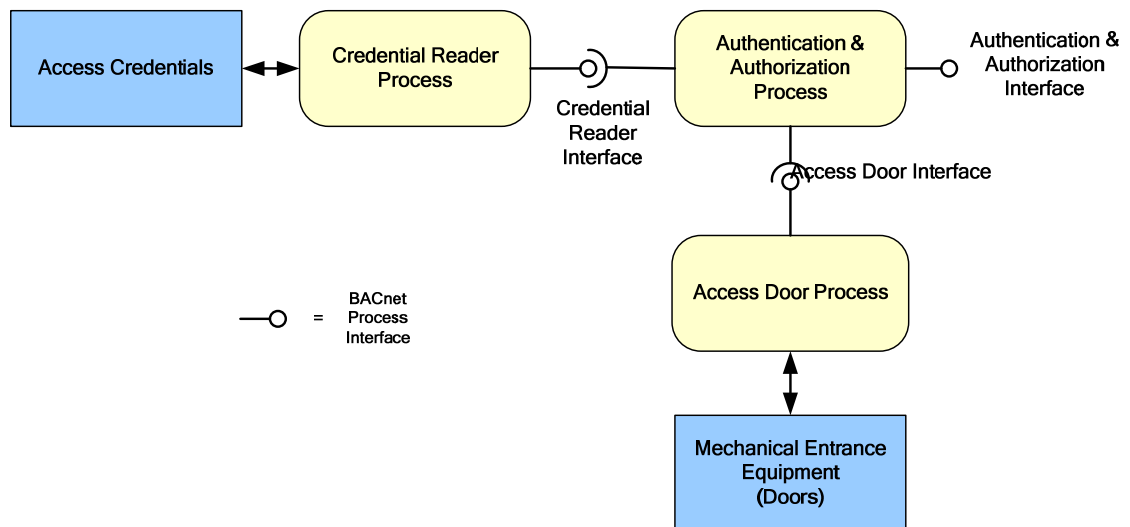 Access Credentials
Credential Reader
Process
Credential
Reader
Interface
Authentication &
Authorization
Process
Authentication &
Authorization
Interface
Access Door Interface
Access Door Process
=
BACnet
Process
Interface
Mechanical Entrance
Equipment
(Doors)